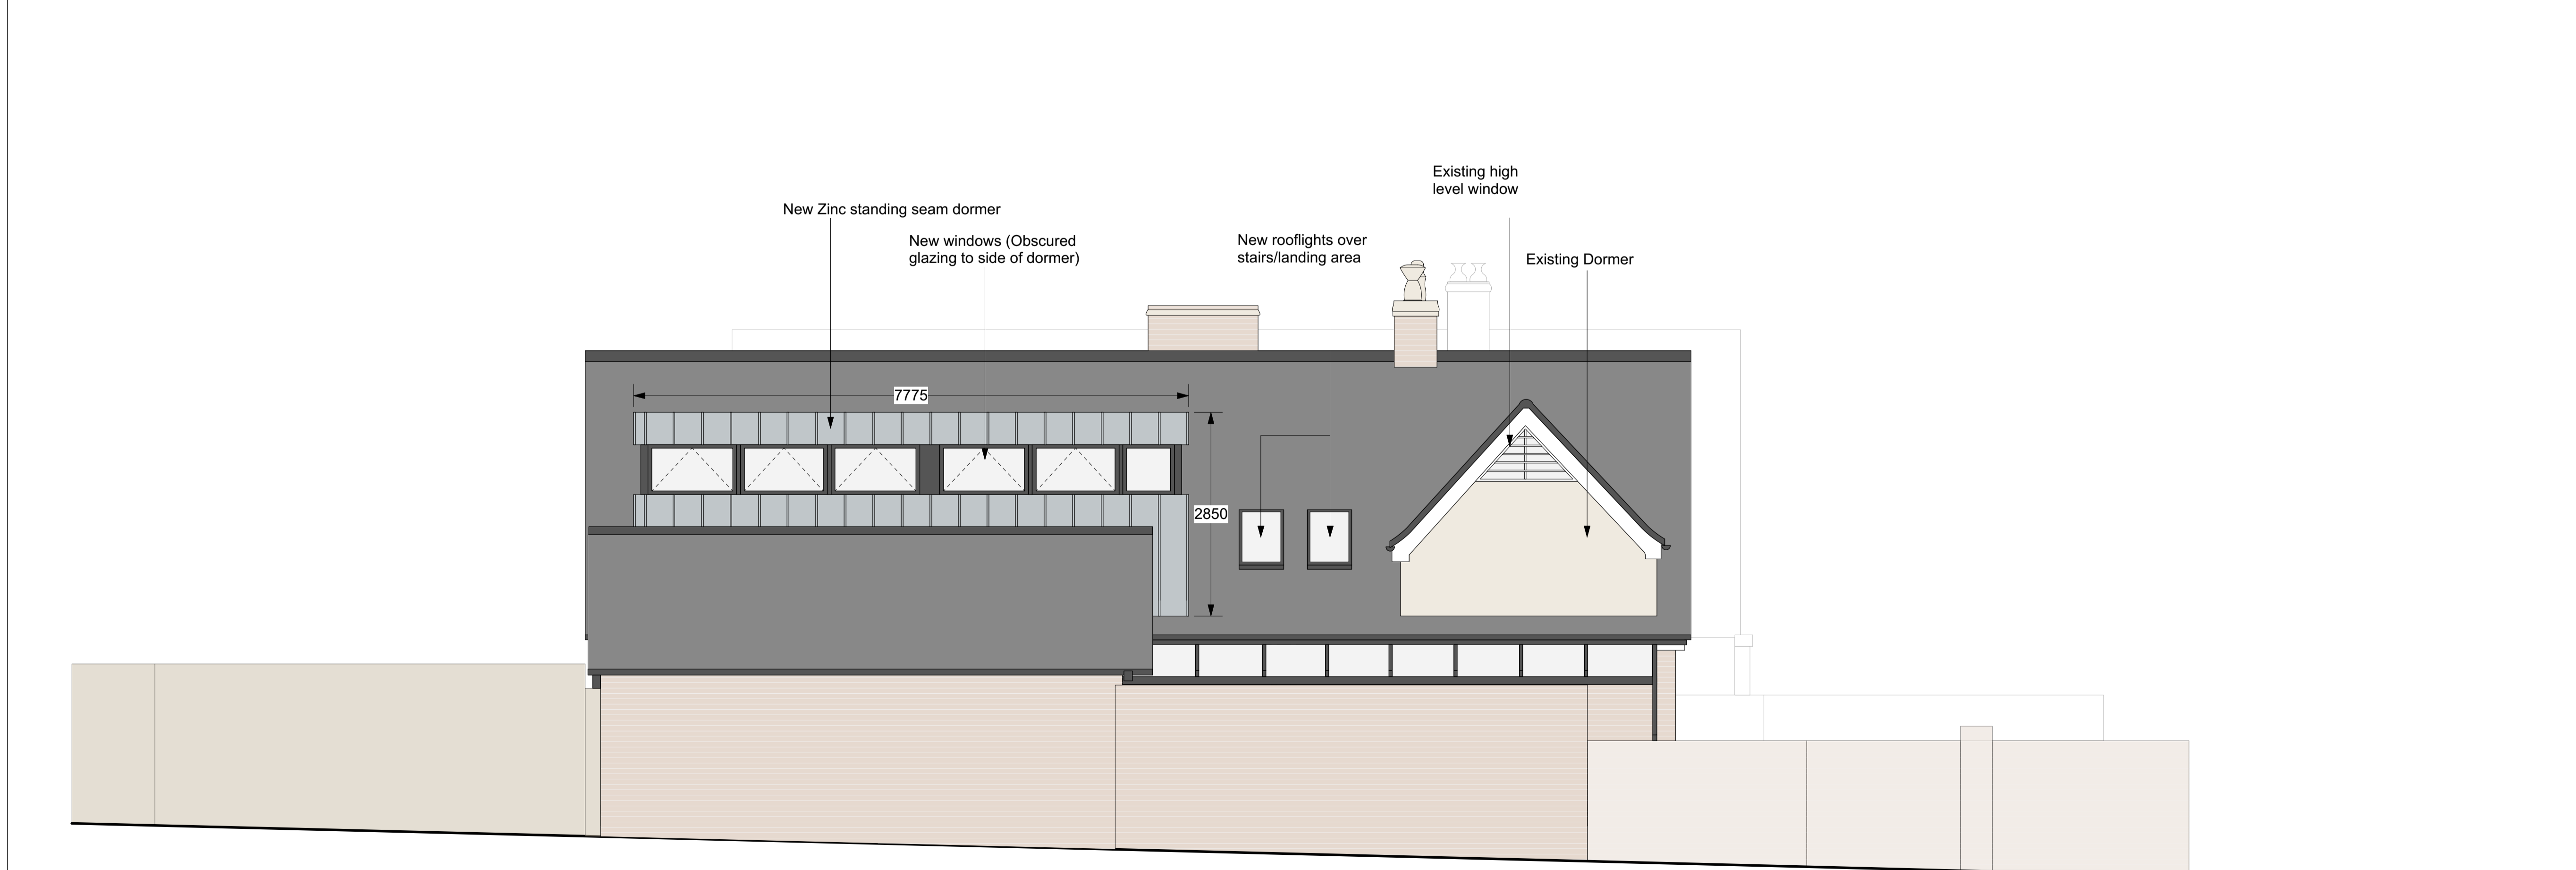 Existing high
level window
New Zinc standing seam dormer
New windows (Obscured
glazing to side of dormer)
New rooflights over
stairs/landing area
Existing Dormer
7775
2850